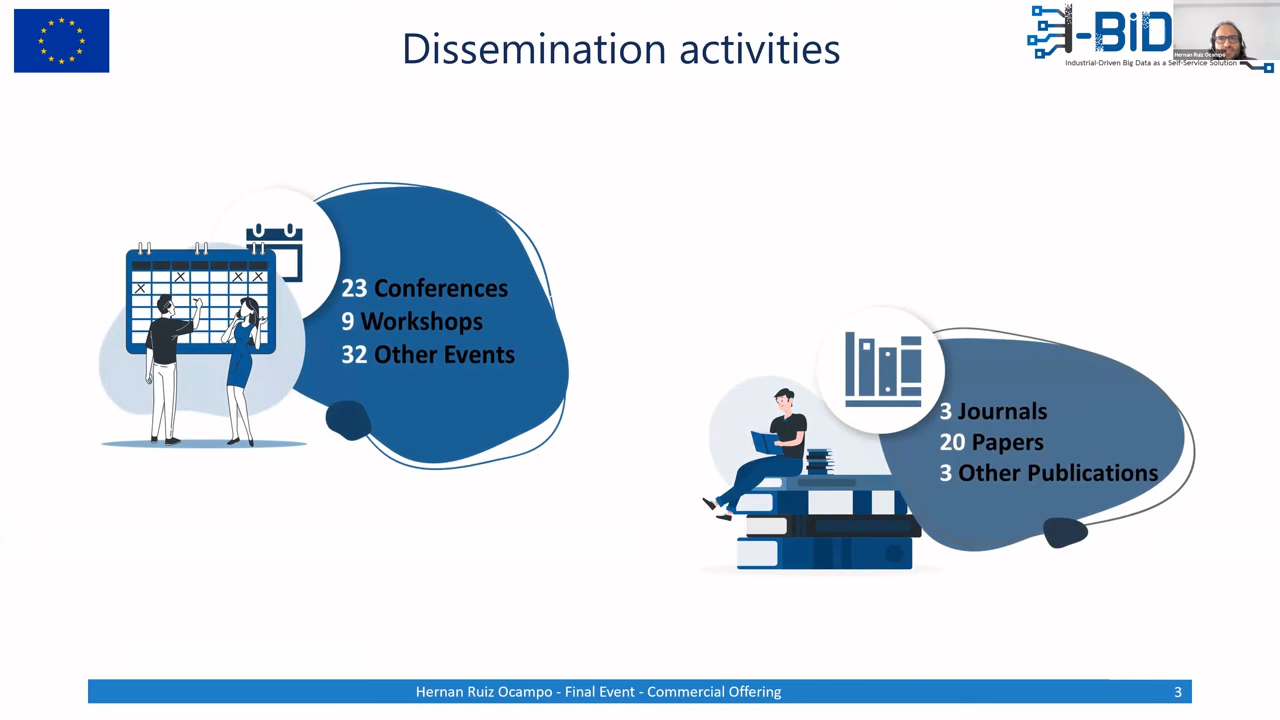 Dissemination activities
I-BiD
Industrial-Driven Big Data as a Self-Service Solution
Hernan Ruiz Ocampo
23 Conferences
9 Workshops
32 Other Events
3 Journals
20 Papers
3 Other Publications
Hernan Ruiz Ocampo - Final Event - Commercial Offering
3